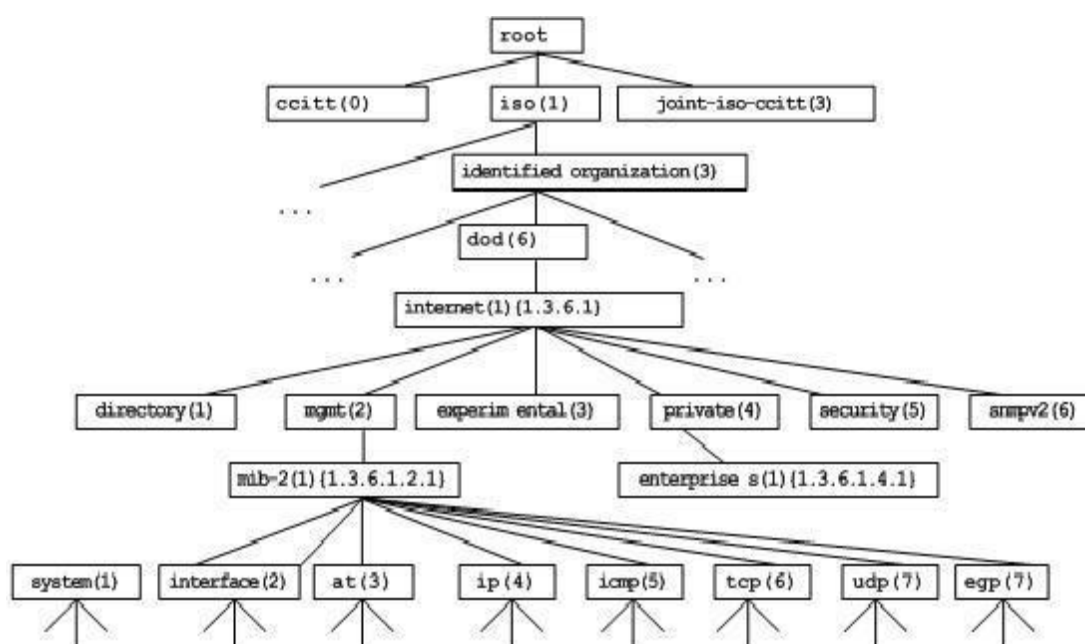 root
ccitt(0) iso(1) joint-iso-ccitt(3)
identified organization(3)
...
dod(6)
... ...
internet(1){1.3.6.1}
directory(1) mgmt(2) experim ental(3) private(4) security(5) snmpv2(6)
mib-2(1){1.3.6.1.2.1} enterprise s(1){1.3.6.1.4.1}
system(1) interface(2) at(3) ip(4) icmp(5) tcp(6) udp(7) egp(7)